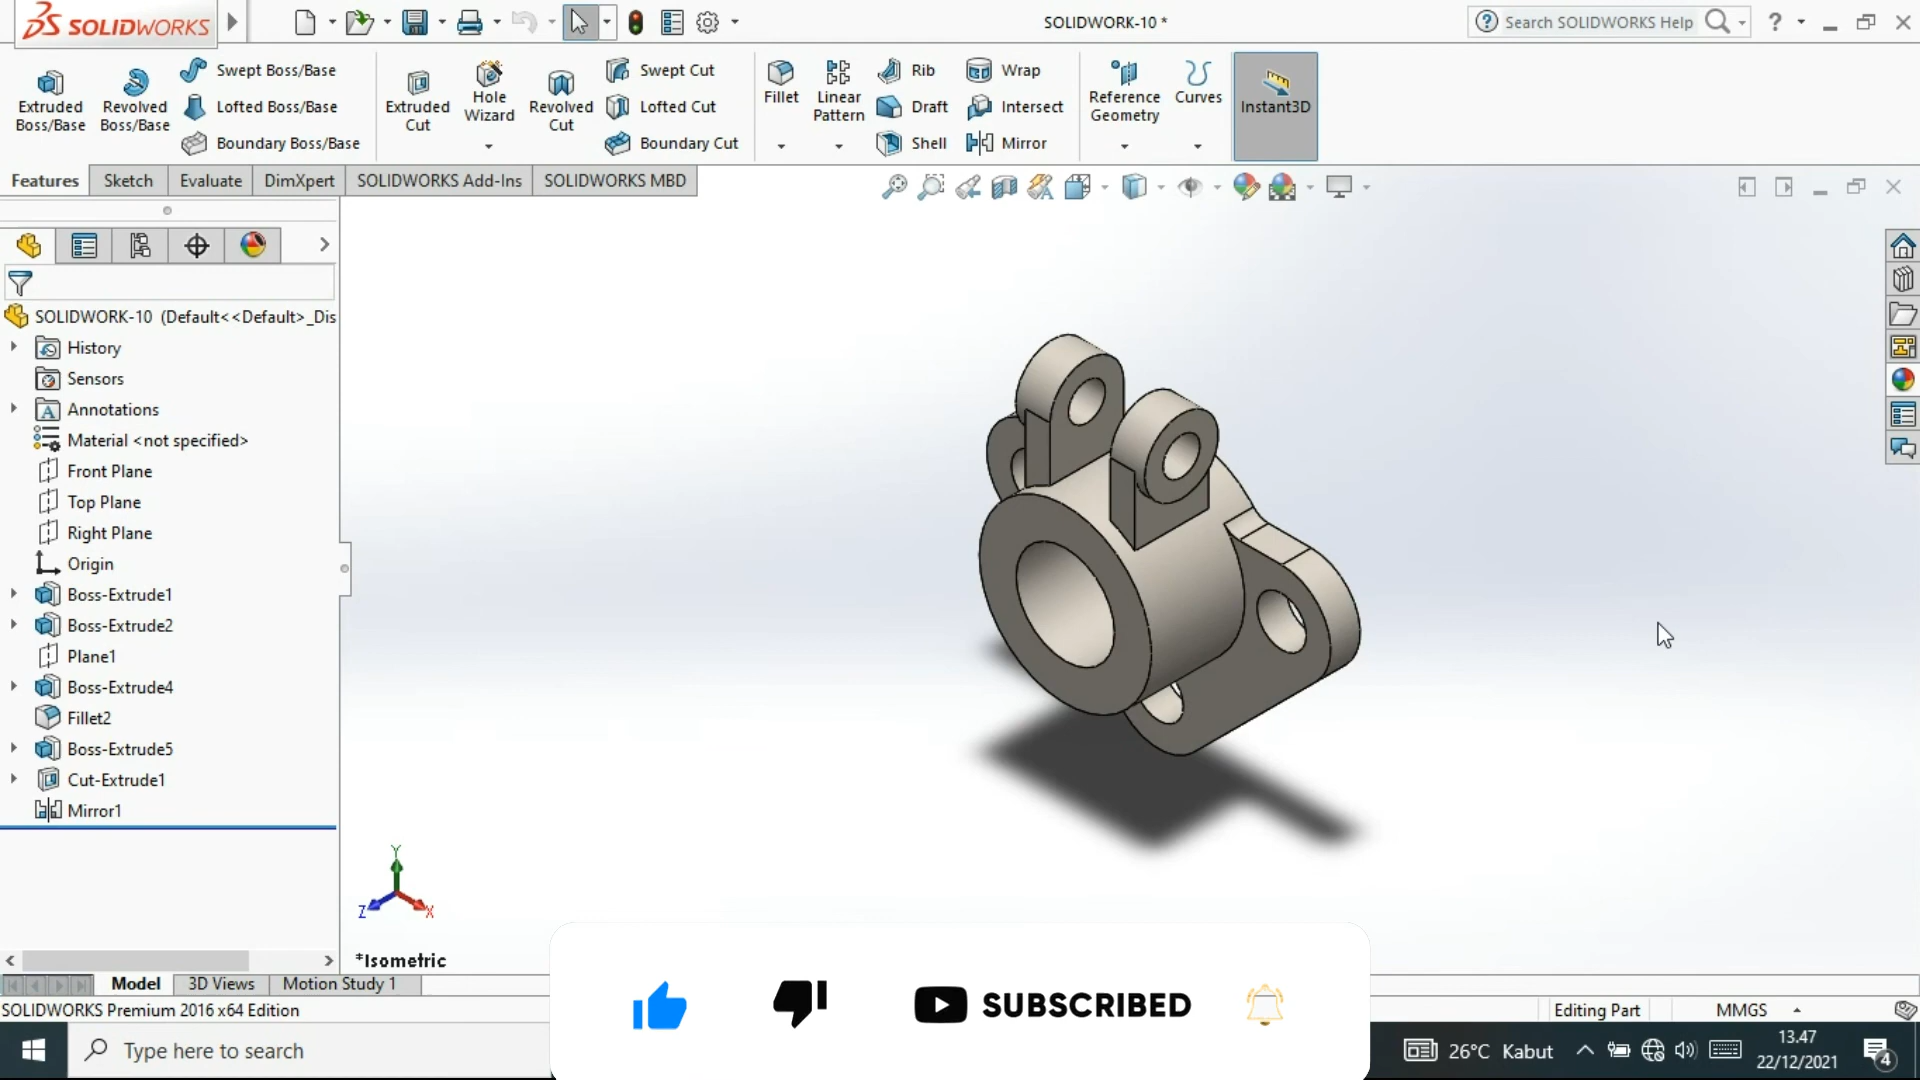 SOLIDWORKS
SOLIDWORK-10 *
Search SOLIDWORKS Help
Extruded Boss/Base
Revolved Boss/Base
Swept Boss/Base
Lofted Boss/Base
Boundary Boss/Base
Extruded Cut
Hole Wizard
Revolved Cut
Swept Cut
Lofted Cut
Boundary Cut
Fillet
Linear Pattern
Rib
Draft
Shell
Wrap
Intersect
Mirror
Reference Geometry
Curves
Instant3D
Features
Sketch
Evaluate
DimXpert
SOLIDWORKS Add-Ins
SOLIDWORKS MBD
SOLIDWORK-10 (Default<<Default>_Dis
History
Sensors
Annotations
Material <not specified>
Front Plane
Top Plane
Right Plane
Origin
Boss-Extrude1
Boss-Extrude2
Plane1
Boss-Extrude4
Fillet2
Boss-Extrude5
Cut-Extrude1
Mirror1
Y
Z
X
*Isometric
Model
3D Views
Motion Study 1
SOLIDWORKS Premium 2016 x64 Edition
Editing Part
MMGS
SUBSCRIBED
Type here to search
26°C Kabut
13.47
22/12/2021
4